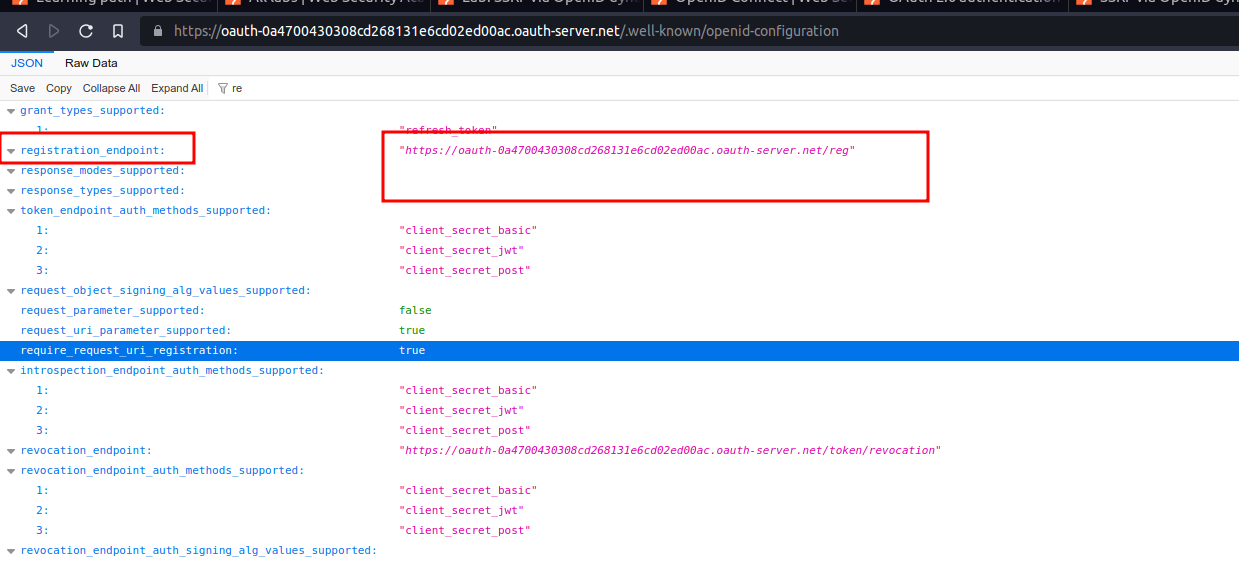 Learning path | Web Secu
All labs | Web Security Aca
Lab: SSRF via OpenID dyn
OpenID Connect | Web Se
OAuth 2.0 authentication
SSRF via OpenID dyn
https://oauth-0a4700430308cd268131e6cd02ed00ac.oauth-server.net/.well-known/openid-configuration
JSON Raw Data
Save Copy Collapse All Expand All re
grant_types_supported:
1: "refresh_token"
registration_endpoint: "https://oauth-0a4700430308cd268131e6cd02ed00ac.oauth-server.net/reg"
response_modes_supported:
response_types_supported:
token_endpoint_auth_methods_supported:
1: "client_secret_basic"
2: "client_secret_jwt"
3: "client_secret_post"
request_object_signing_alg_values_supported:
request_parameter_supported: false
request_uri_parameter_supported: true
require_request_uri_registration: true
introspection_endpoint_auth_methods_supported:
1: "client_secret_basic"
2: "client_secret_jwt"
3: "client_secret_post"
revocation_endpoint: "https://oauth-0a4700430308cd268131e6cd02ed00ac.oauth-server.net/token/revocation"
revocation_endpoint_auth_methods_supported:
1: "client_secret_basic"
2: "client_secret_jwt"
3: "client_secret_post"
revocation_endpoint_auth_signing_alg_values_supported: